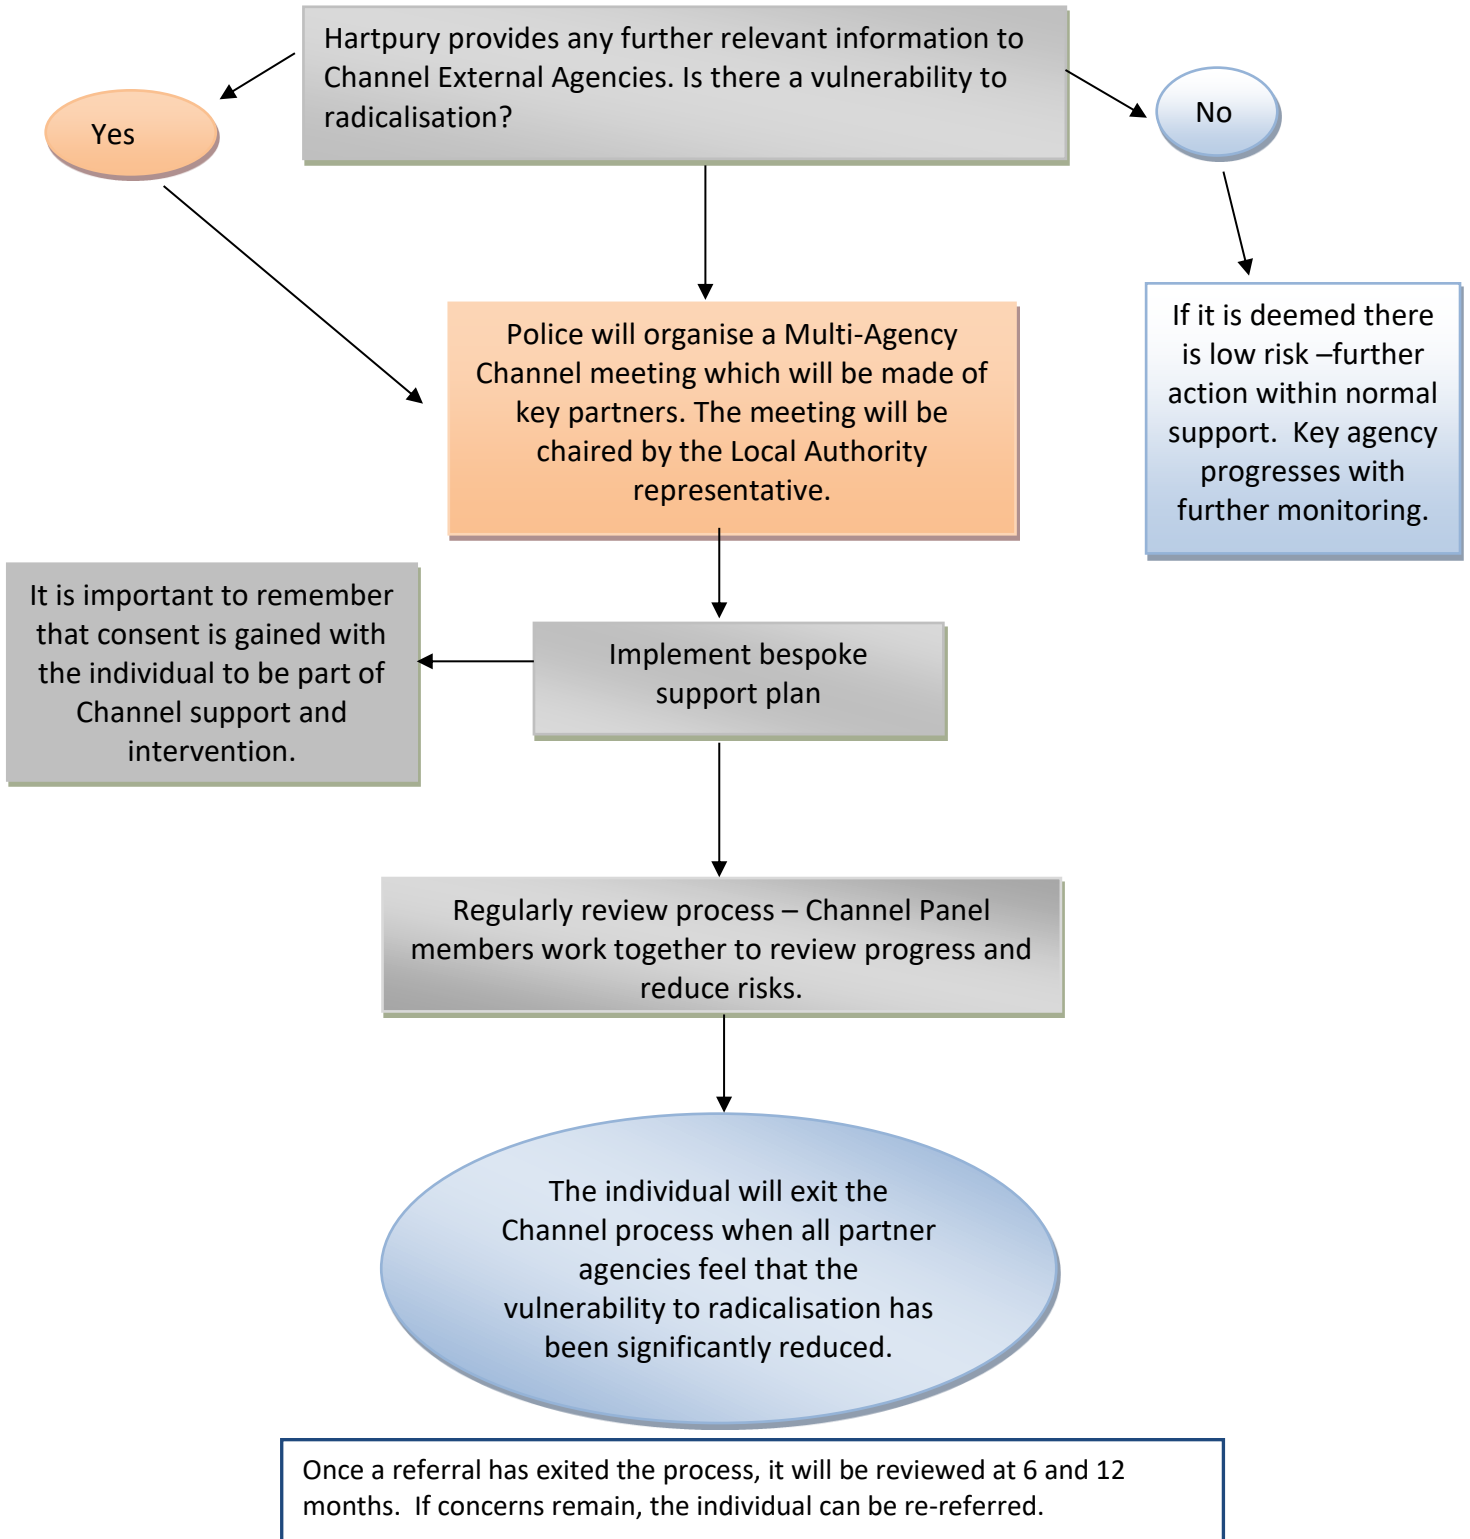 Hartpury provides any further relevant information to
Channel External Agencies. Is there a vulnerability to
radicalisation?
Yes
No
Police will organise a Multi-Agency
Channel meeting which will be made of
key partners. The meeting will be
chaired by the Local Authority
representative.
If it is deemed there
is low risk –further
action within normal
support.  Key agency
progresses with
further monitoring.
It is important to remember
that consent is gained with
the individual to be part of
Channel support and
intervention.
Implement bespoke
support plan
Regularly review process – Channel Panel
members work together to review progress and
reduce risks.
The individual will exit the
Channel process when all partner
agencies feel that the
vulnerability to radicalisation has
been significantly reduced.
Once a referral has exited the process, it will be reviewed at 6 and 12
months.  If concerns remain, the individual can be re-referred.